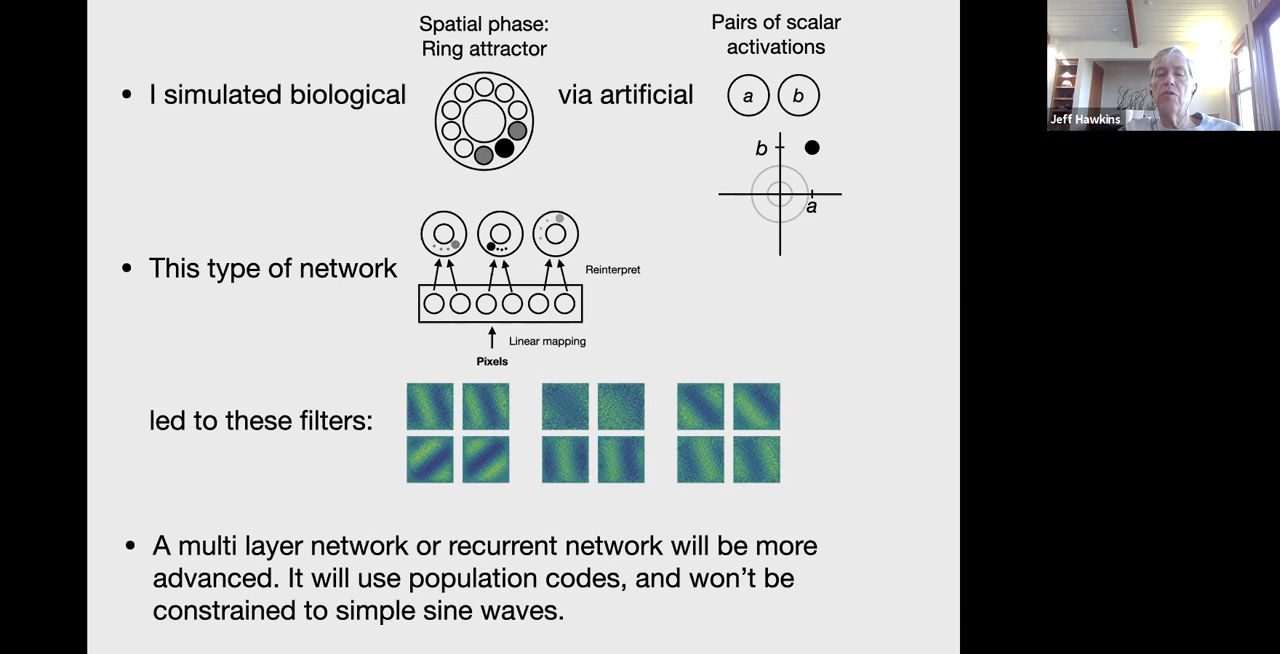 Spatial phase:
Ring attractor
Pairs of scalar
activations
• I simulated biological
via artificial
a
b
b
a
Jeff Hawkins
• This type of network
Reinterpret
Linear mapping
Pixels
led to these filters:
• A multi layer network or recurrent network will be more
advanced. It will use population codes, and won’t be
constrained to simple sine waves.